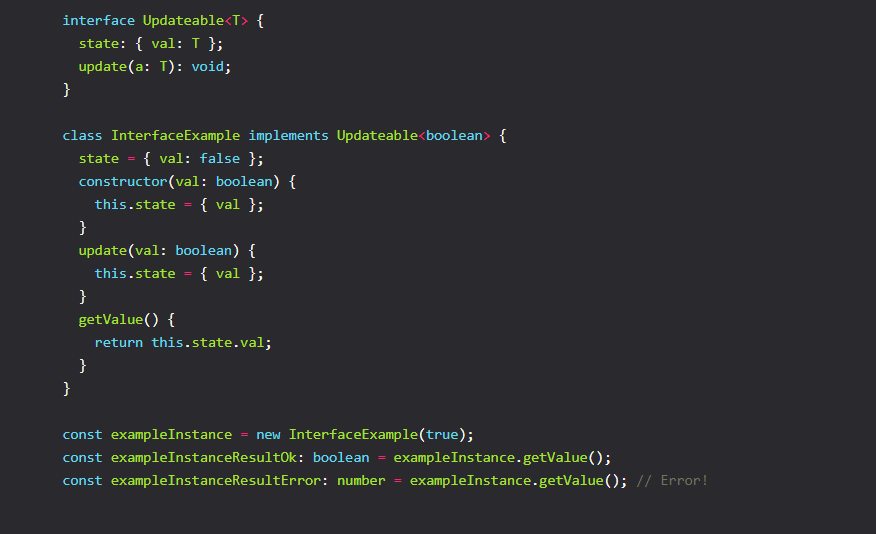 interface Updateable<T> {
  state: { val: T };
  update(a: T): void;
}

class InterfaceExample implements Updateable<boolean> {
  state = { val: false };
  constructor(val: boolean) {
    this.state = { val };
  }
  update(val: boolean) {
    this.state = { val };
  }
  getValue() {
    return this.state.val;
  }
}

const exampleInstance = new InterfaceExample(true);
const exampleInstanceResultOk: boolean = exampleInstance.getValue();
const exampleInstanceResultError: number = exampleInstance.getValue(); // Error!